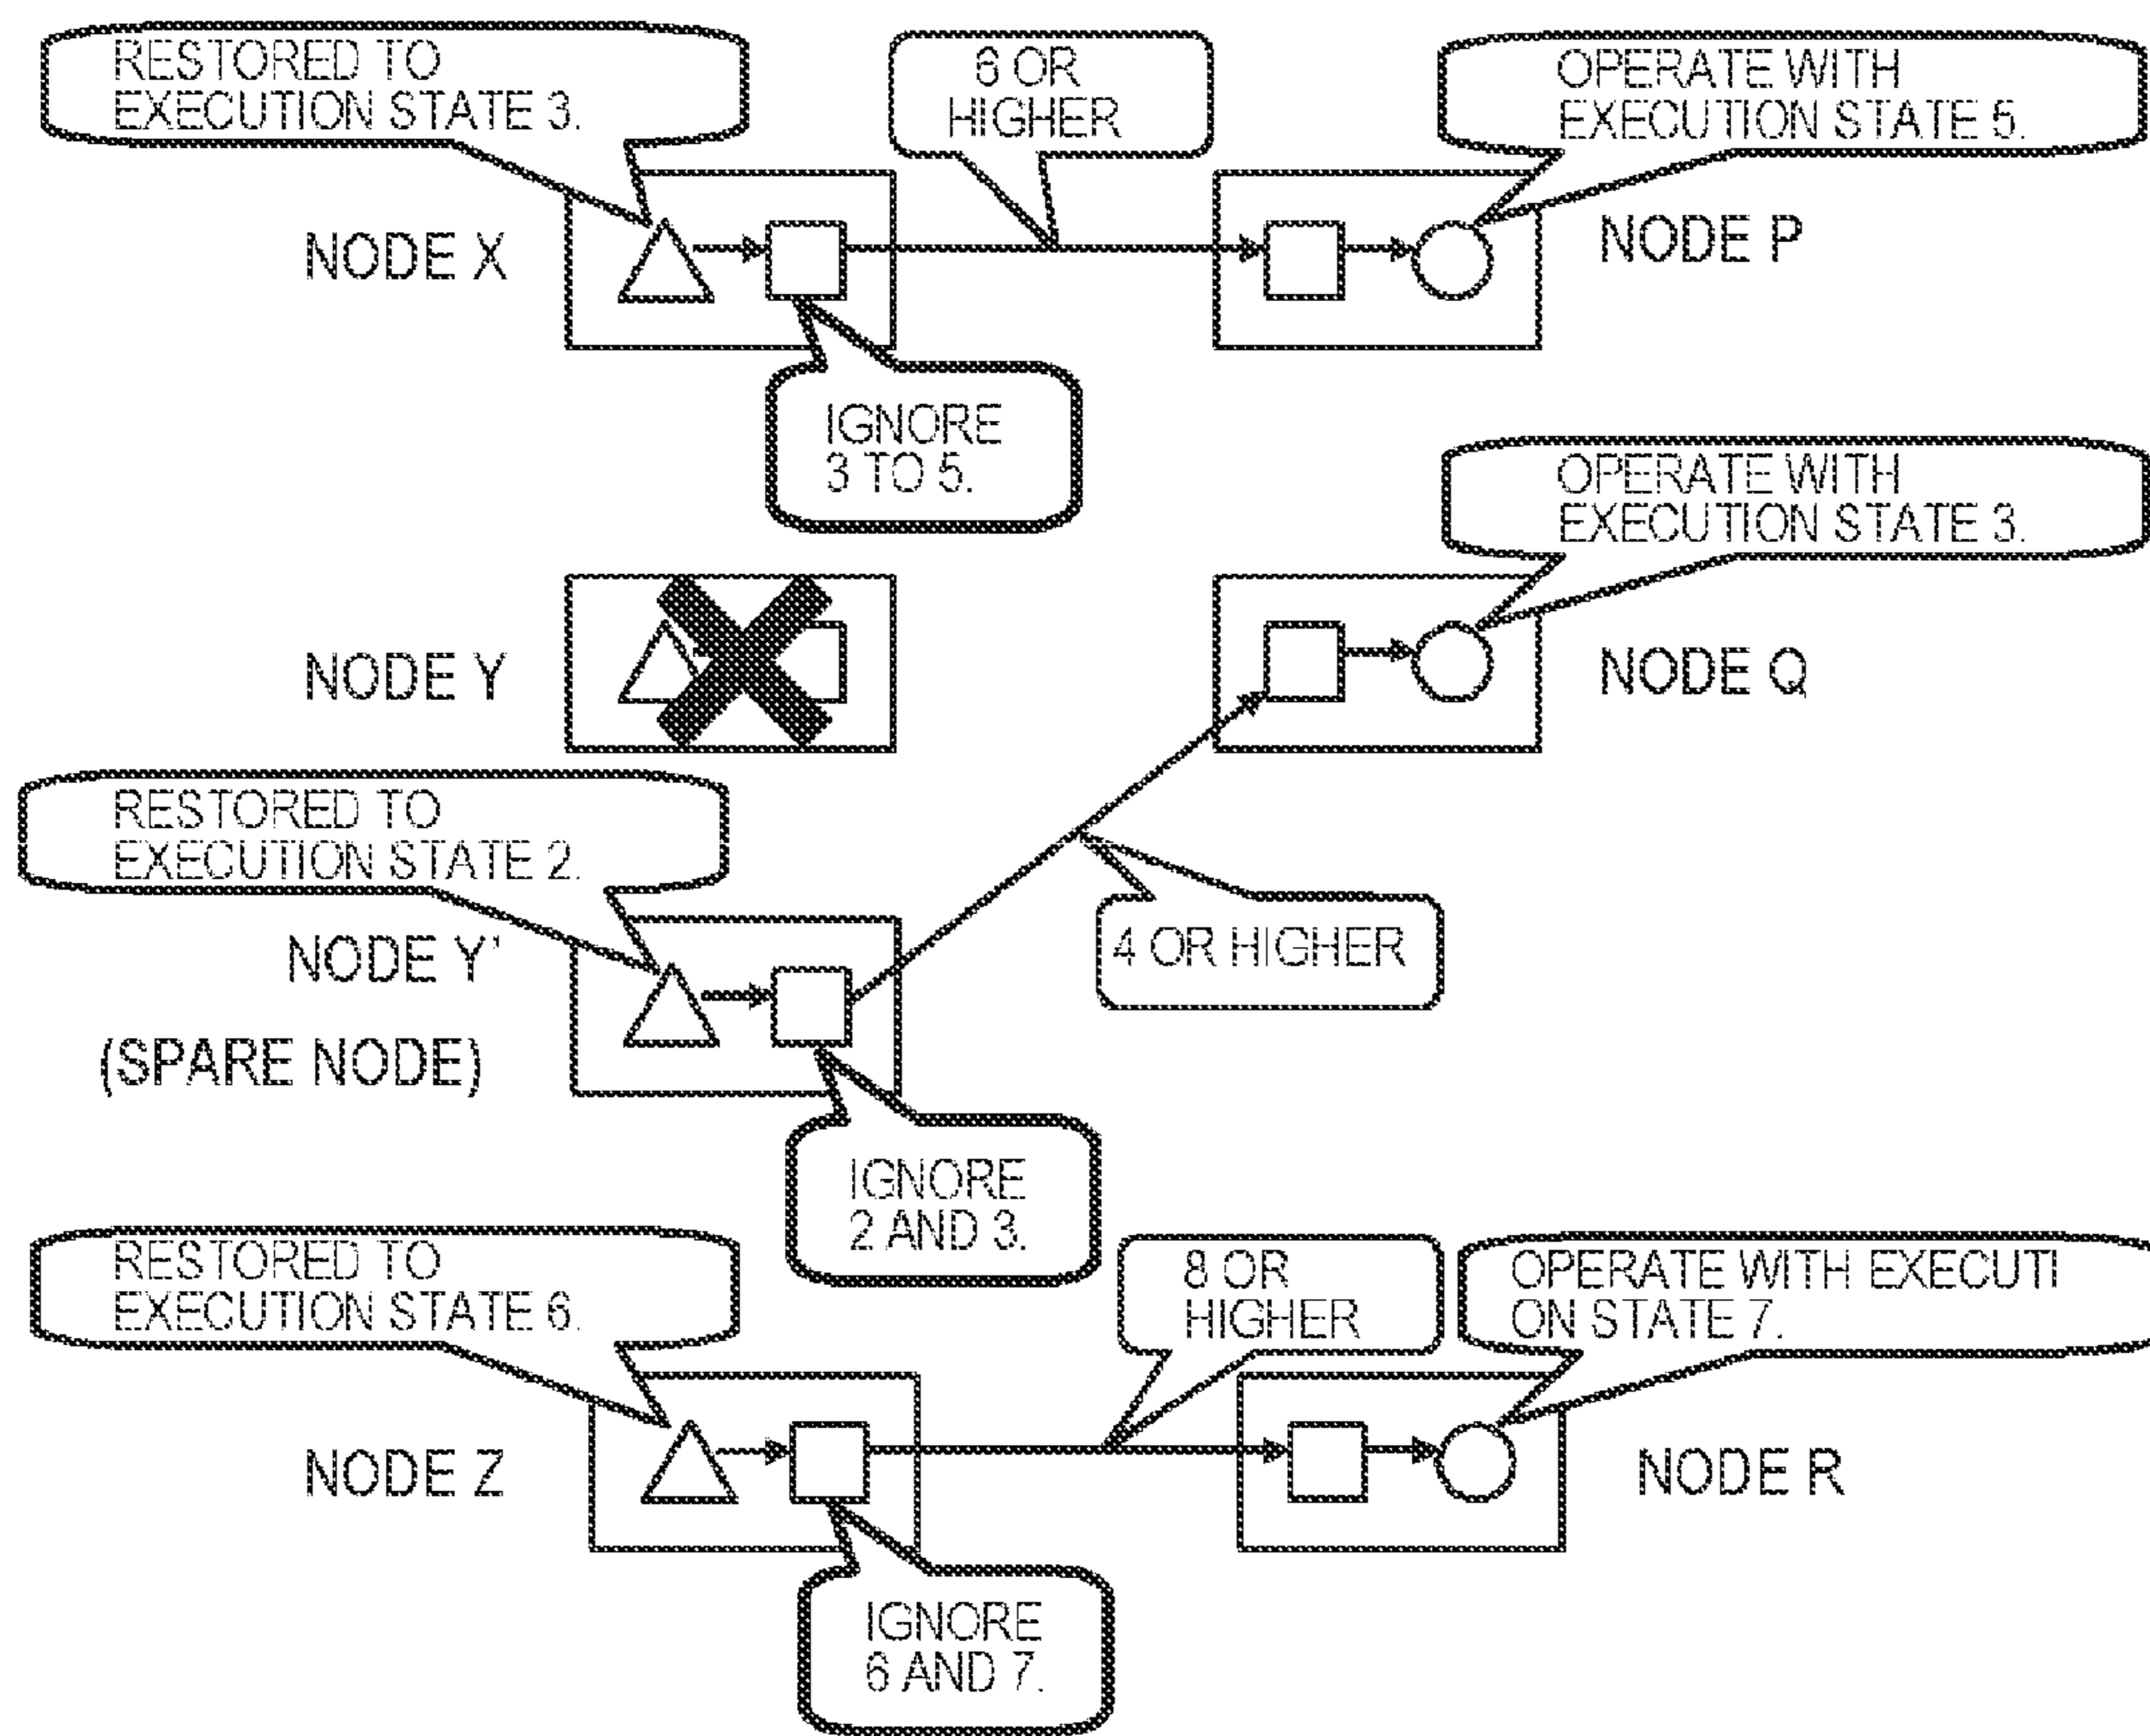 RESTORED TO
EXECUTION STATE 3.
6 OR
HIGHER
OPERATE WITH
EXECUTION STATE 5.
NODE X
NODE P
IGNORE
3 TO 5.
OPERATE WITH
EXECUTION STATE 3.
NODE Y
NODE Q
RESTORED TO
EXECUTION STATE 2.
NODE Y'
4 OR HIGHER
(SPARE NODE)
IGNORE
2 AND 3.
RESTORED TO
EXECUTION STATE 6.
8 OR
HIGHER
OPERATE WITH EXECUTI
ON STATE 7.
NODE Z
NODE R
IGNORE
6 AND 7.